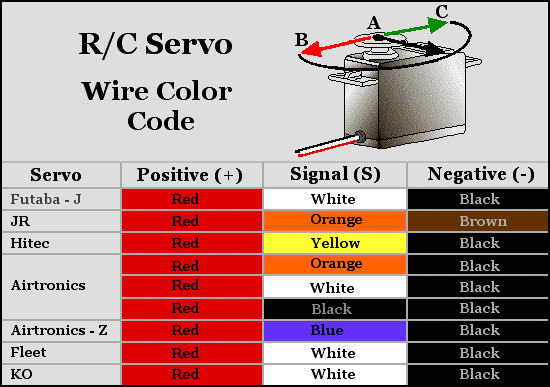 R/C Servo
Wire Color
Code
A
B
C
Servo Positive (+) Signal (S) Negative (-)
Futaba - J Red White Black
JR Red Orange Brown
Hitec Red Yellow Black
Airtronics Red Orange Black
Red White Black
Red Black Black
Airtronics - Z Red Blue Black
Fleet Red White Black
KO Red White Black